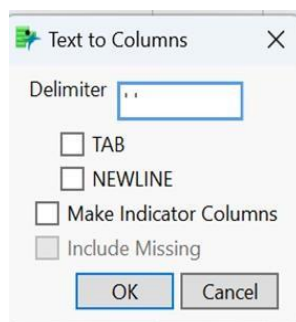 Text to Columns
Delimiter ' '
TAB
NEWLINE
Make Indicator Columns
Include Missing
OK Cancel